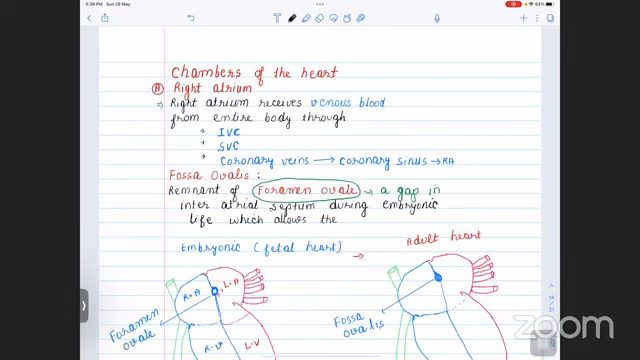 5:36 PM Sun 28 May
83%
Chambers of the heart
A Right atrium
⇒ Right atrium receives venous blood
from entire body through
* IVC
* SVC
* Coronary veins → coronary sinus → RA
Fossa Ovalis :
Remnant of Foramen ovale → a gap in
inter atrial septum during embryonic
life which allows the
Embryonic (fetal heart) → Adult heart
R.A L.A
Foramen ovale
R.V L.V
Fossa ovalis
zoom